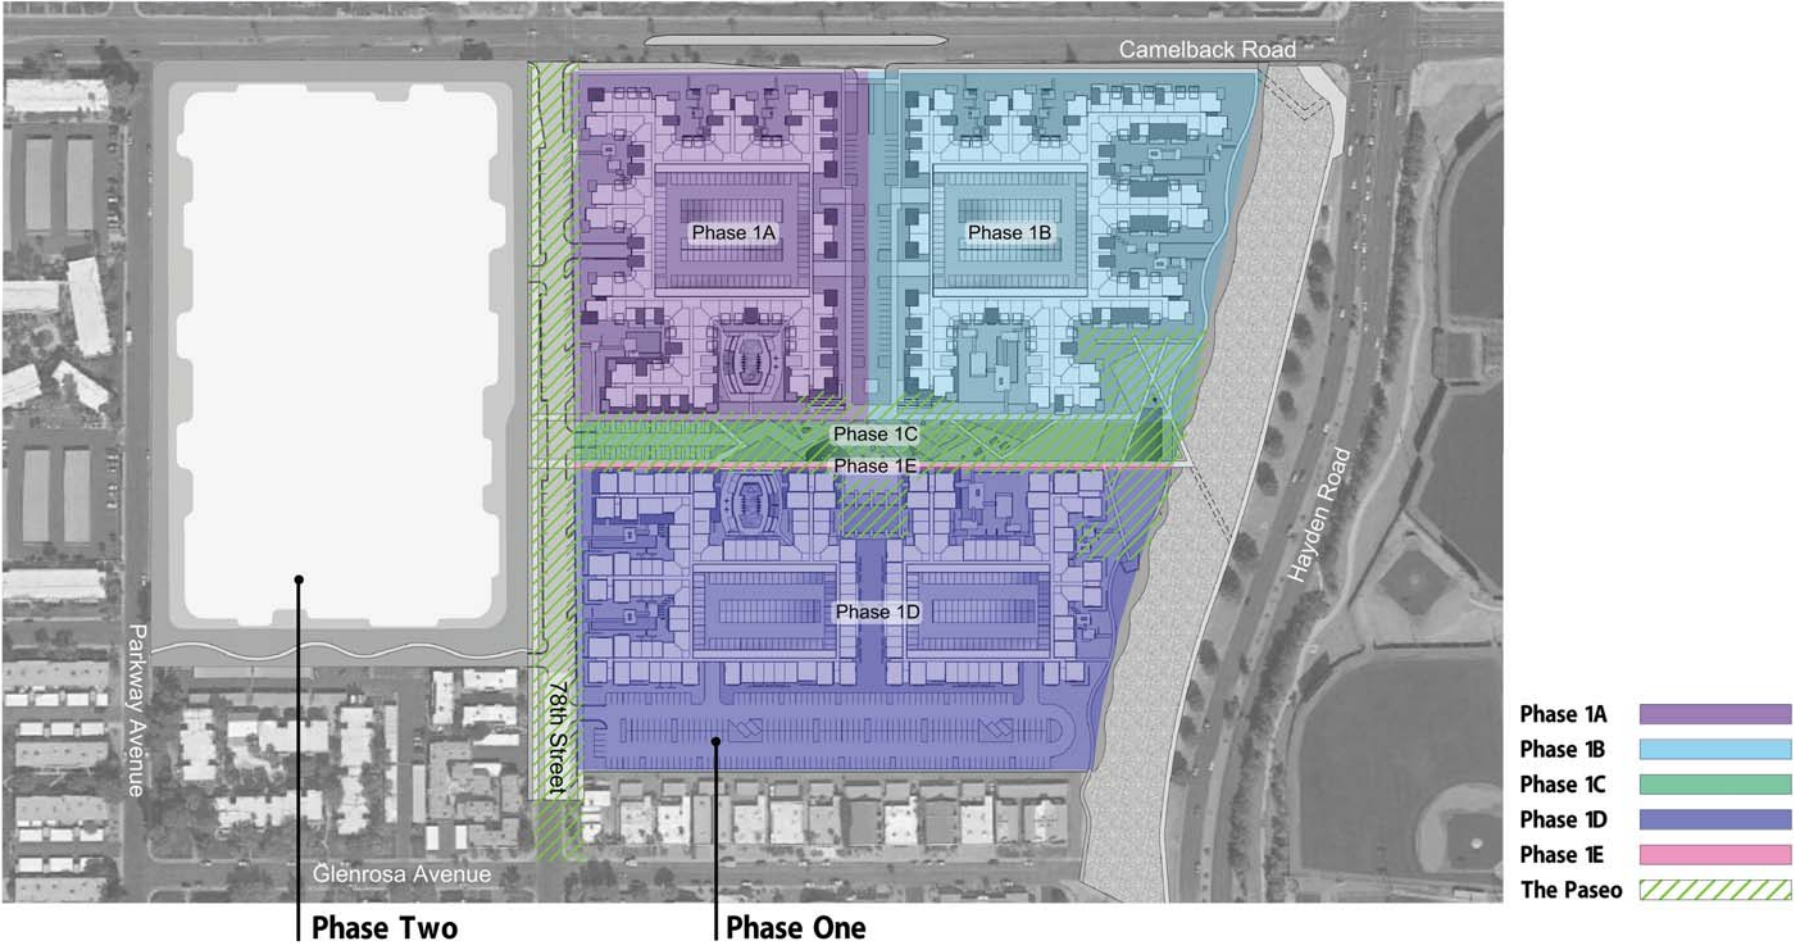 Camelback Road
Phase 1A
Phase 1B
Phase 1C
Phase 1E
Hayden Road
Phase 1D
Parkway Avenue
78th Street
Glenrosa Avenue
Phase Two
Phase One
Phase 1A
Phase 1B
Phase 1C
Phase 1D
Phase 1E
The Paseo